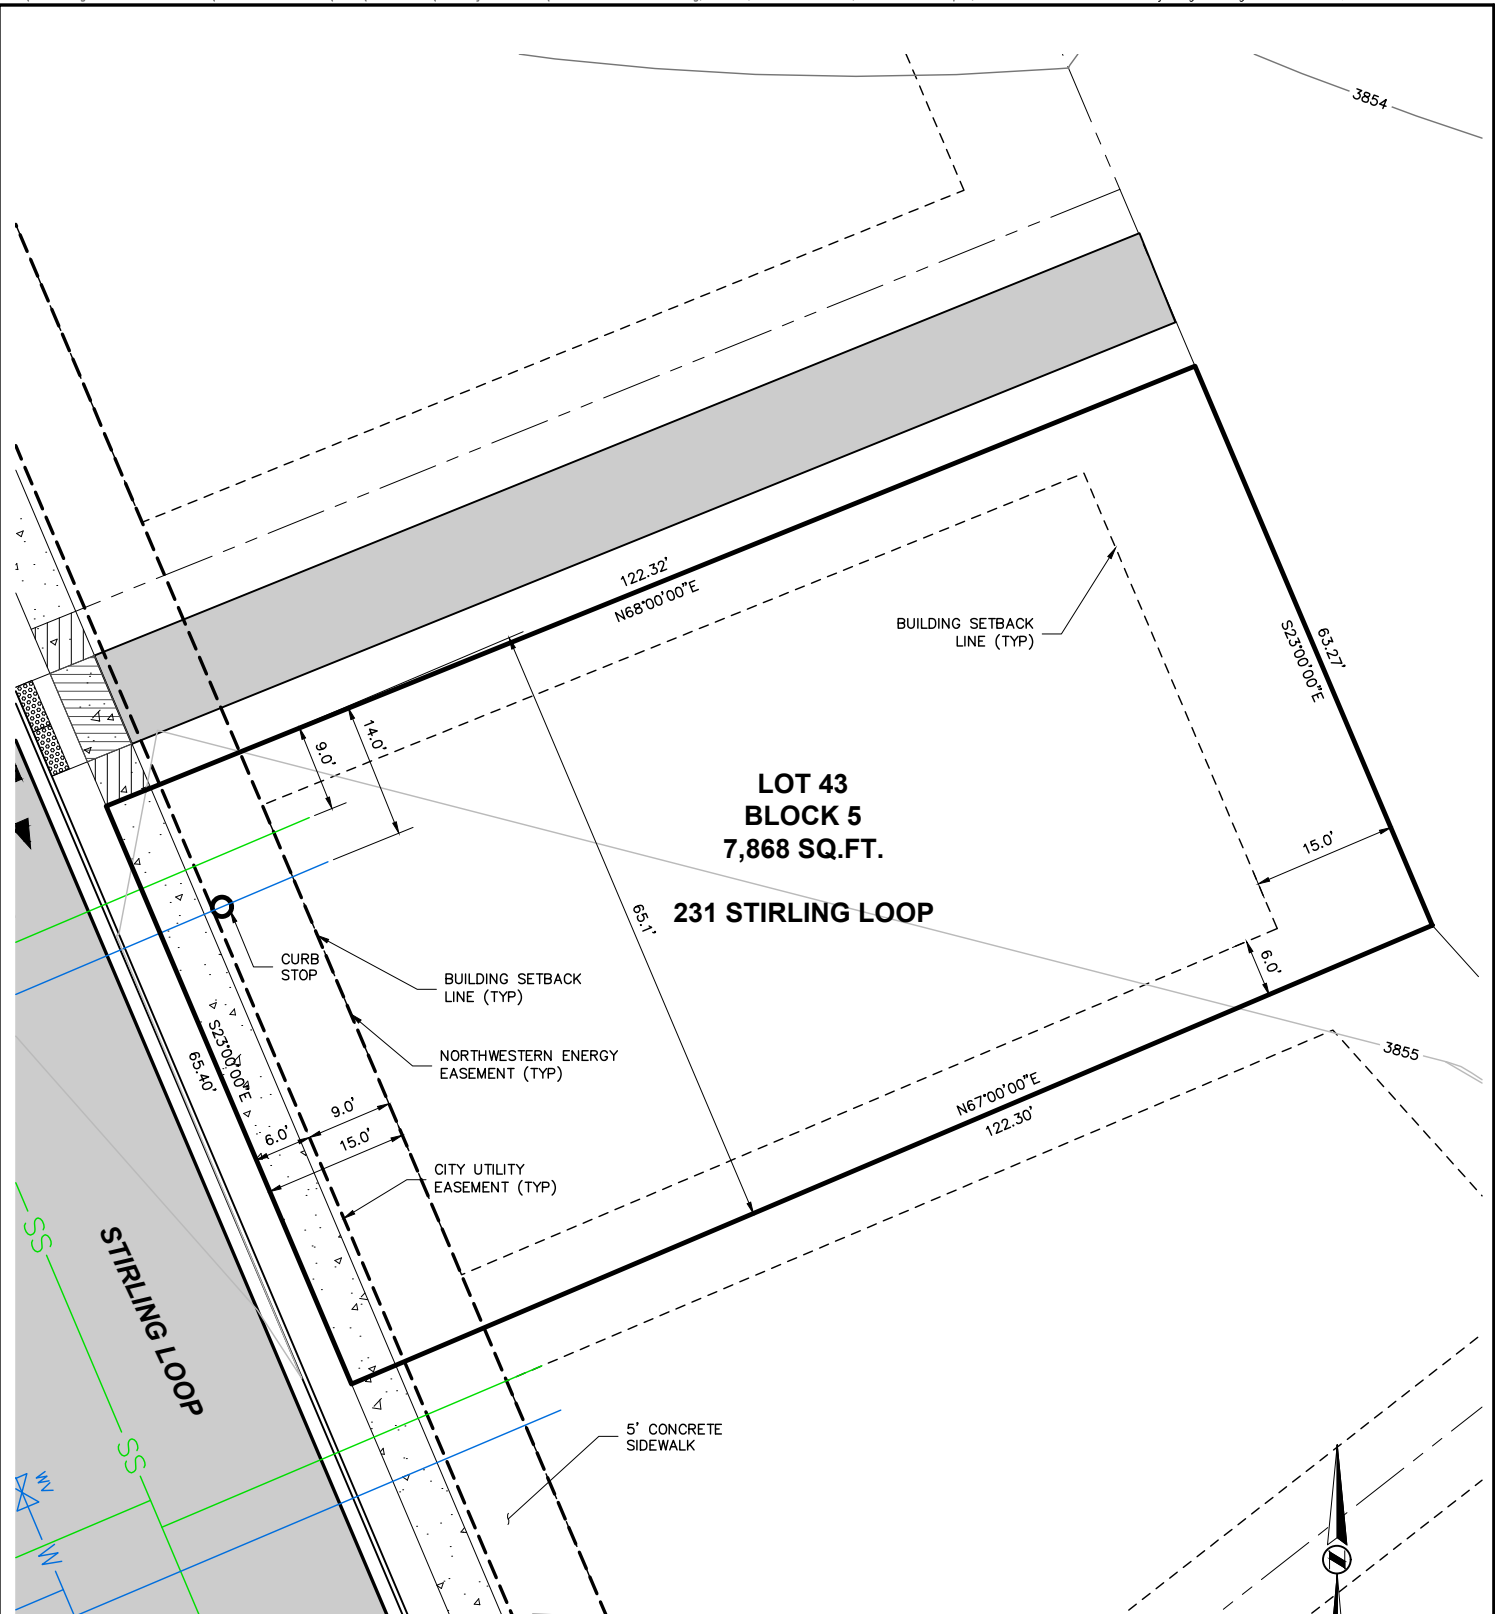 3854
122.32'
N68°00'00"E
BUILDING SETBACK
LINE (TYP)
63.27'
S23°00'00"E
14.0'
9.0'
LOT 43
BLOCK 5
7,868 SQ.FT.
231 STIRLING LOOP
15.0'
65.1'
6.0'
CURB
STOP
BUILDING SETBACK
LINE (TYP)
NORTHWESTERN ENERGY
EASEMENT (TYP)
S23°00'00"E
65.40'
3855
N67°00'00"E
122.30'
9.0'
6.0'
15.0'
CITY UTILITY
EASEMENT (TYP)
SS
STIRLING LOOP
SS
5' CONCRETE
SIDEWALK
WV
W
N